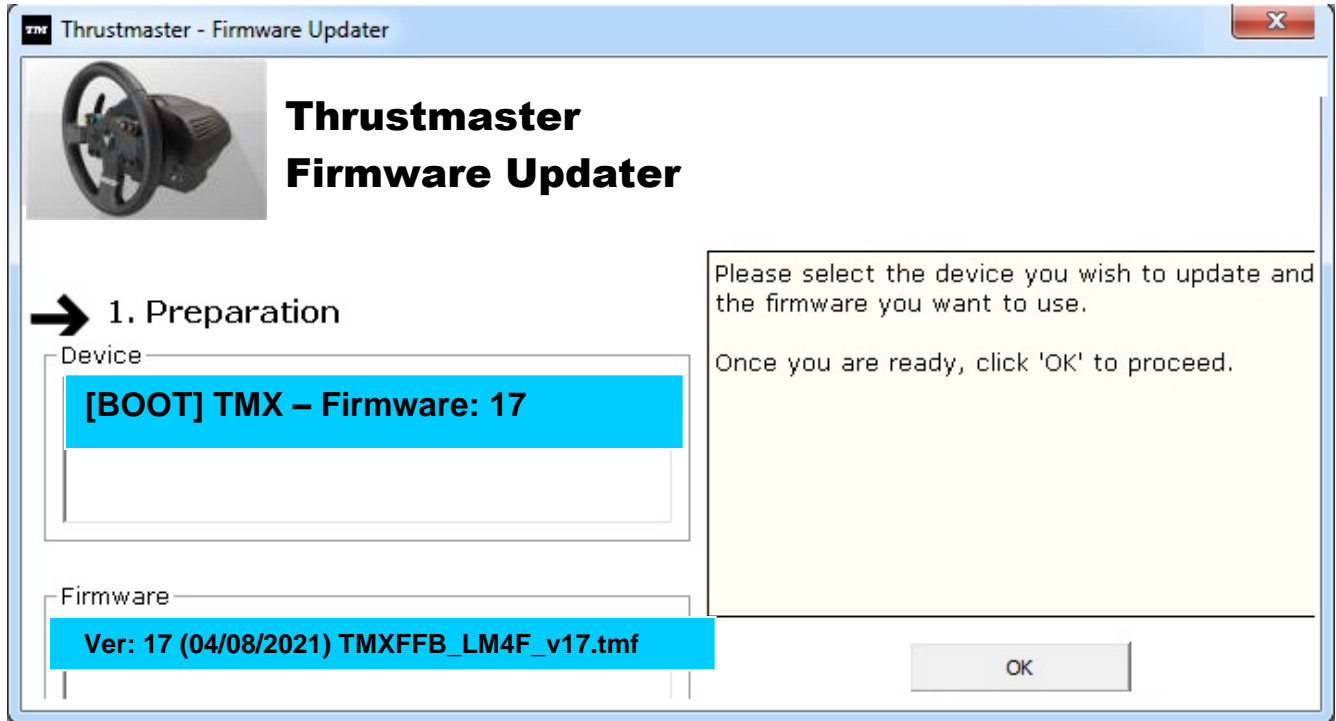 TM Thrustmaster - Firmware Updater
x
Thrustmaster
Firmware Updater
1. Preparation
Device
[BOOT] TMX – Firmware: 17
Firmware
Ver: 17 (04/08/2021) TMXFFB_LM4F_v17.tmf
Please select the device you wish to update and
the firmware you want to use.
Once you are ready, click 'OK' to proceed.
OK